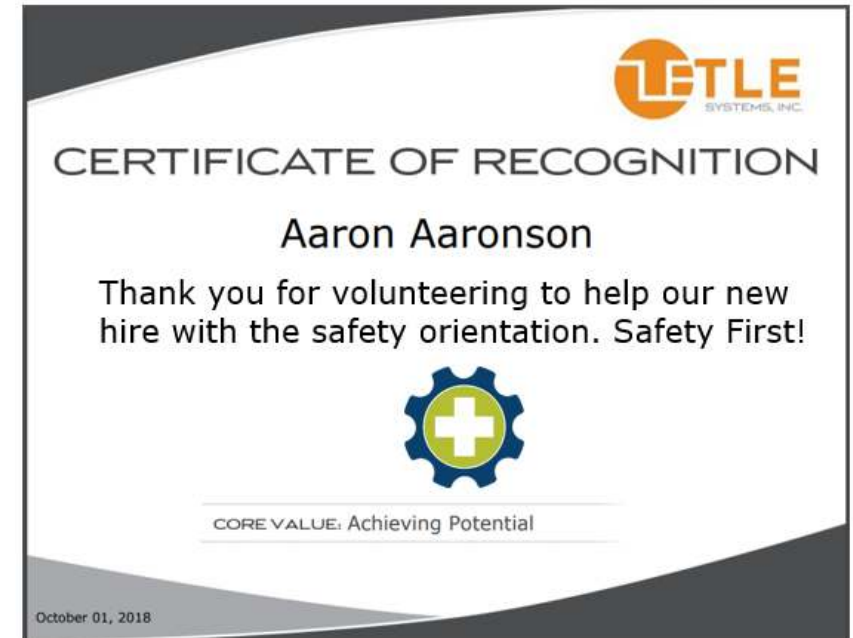 TLE
SYSTEMS, INC.
CERTIFICATE OF RECOGNITION
Aaron Aaronson
Thank you for volunteering to help our new
hire with the safety orientation. Safety First!
CORE VALUE: Achieving Potential
October 01, 2018